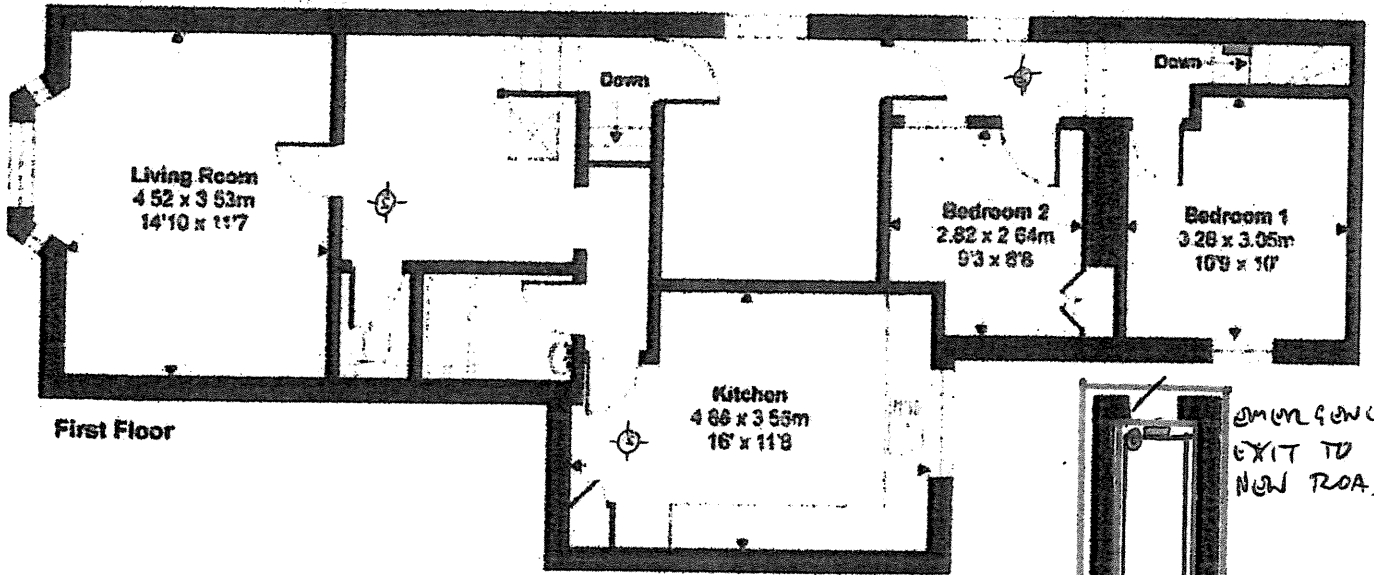 Down
Down
Living Room
4.52 x 3.53m
14'10 x 11'7
Bedroom 2
2.82 x 2.64m
9'3 x 8'8
Bedroom 1
3.28 x 3.05m
10'9 x 10'
Kitchen
4.88 x 3.55m
16' x 11'8
First Floor
EXIT TO
NEW ROA